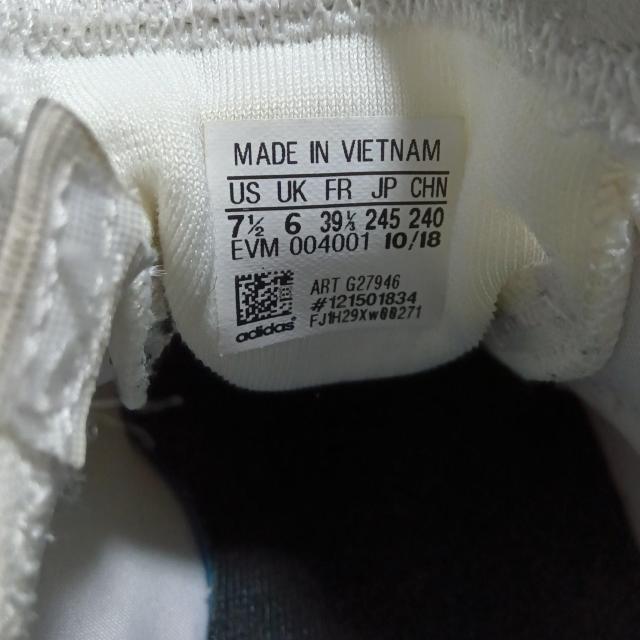 MADE IN VIETNAM
US UK FR JP CHN
7½ 6 39⅓ 245 240
EVM 004001 10/18
ART G27946
#121501834
adidas FJ1H29Xw00271